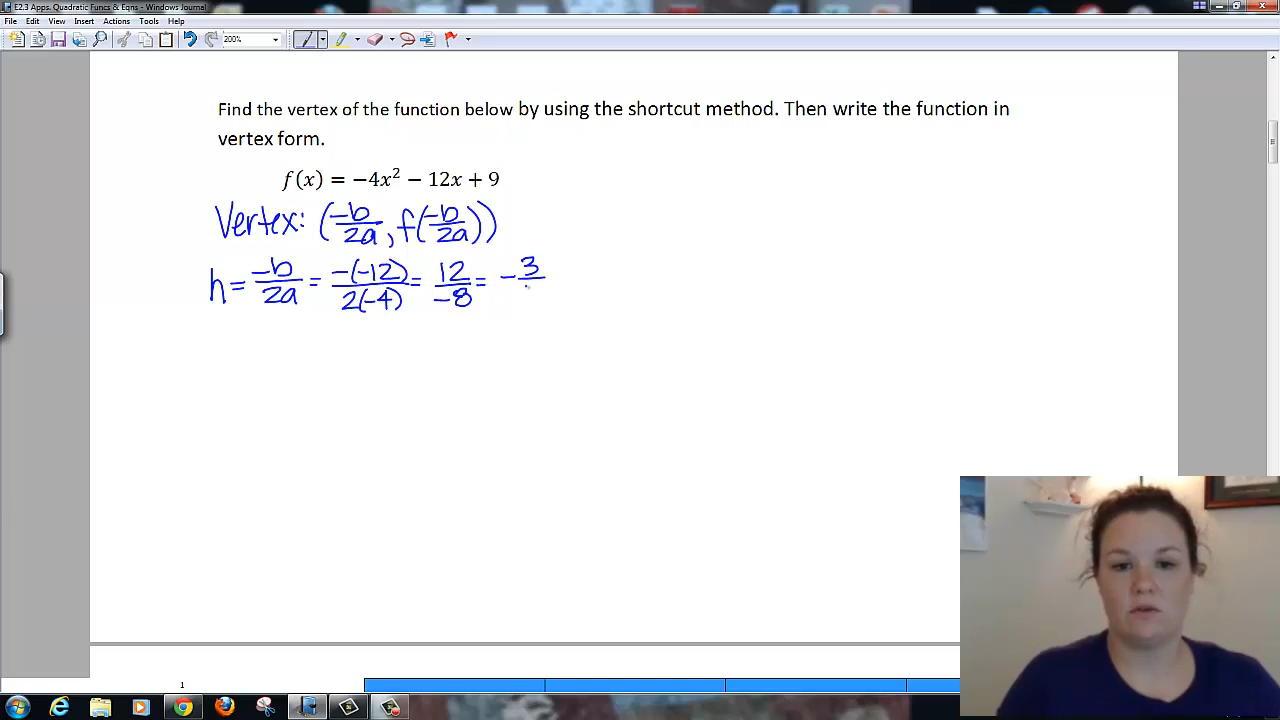 E2.3 Apps. Quadratic Funcs & Eqns - Windows Journal
File Edit View Insert Actions Tools Help
200%
Find the vertex of the function below by using the shortcut method. Then write the function in
vertex form.
f(x) = −4x² − 12x + 9
Vertex: (-b/2a, f(-b/2a))
h = -b/2a = -(-12)/2(-4) = 12/-8 = -3/
1